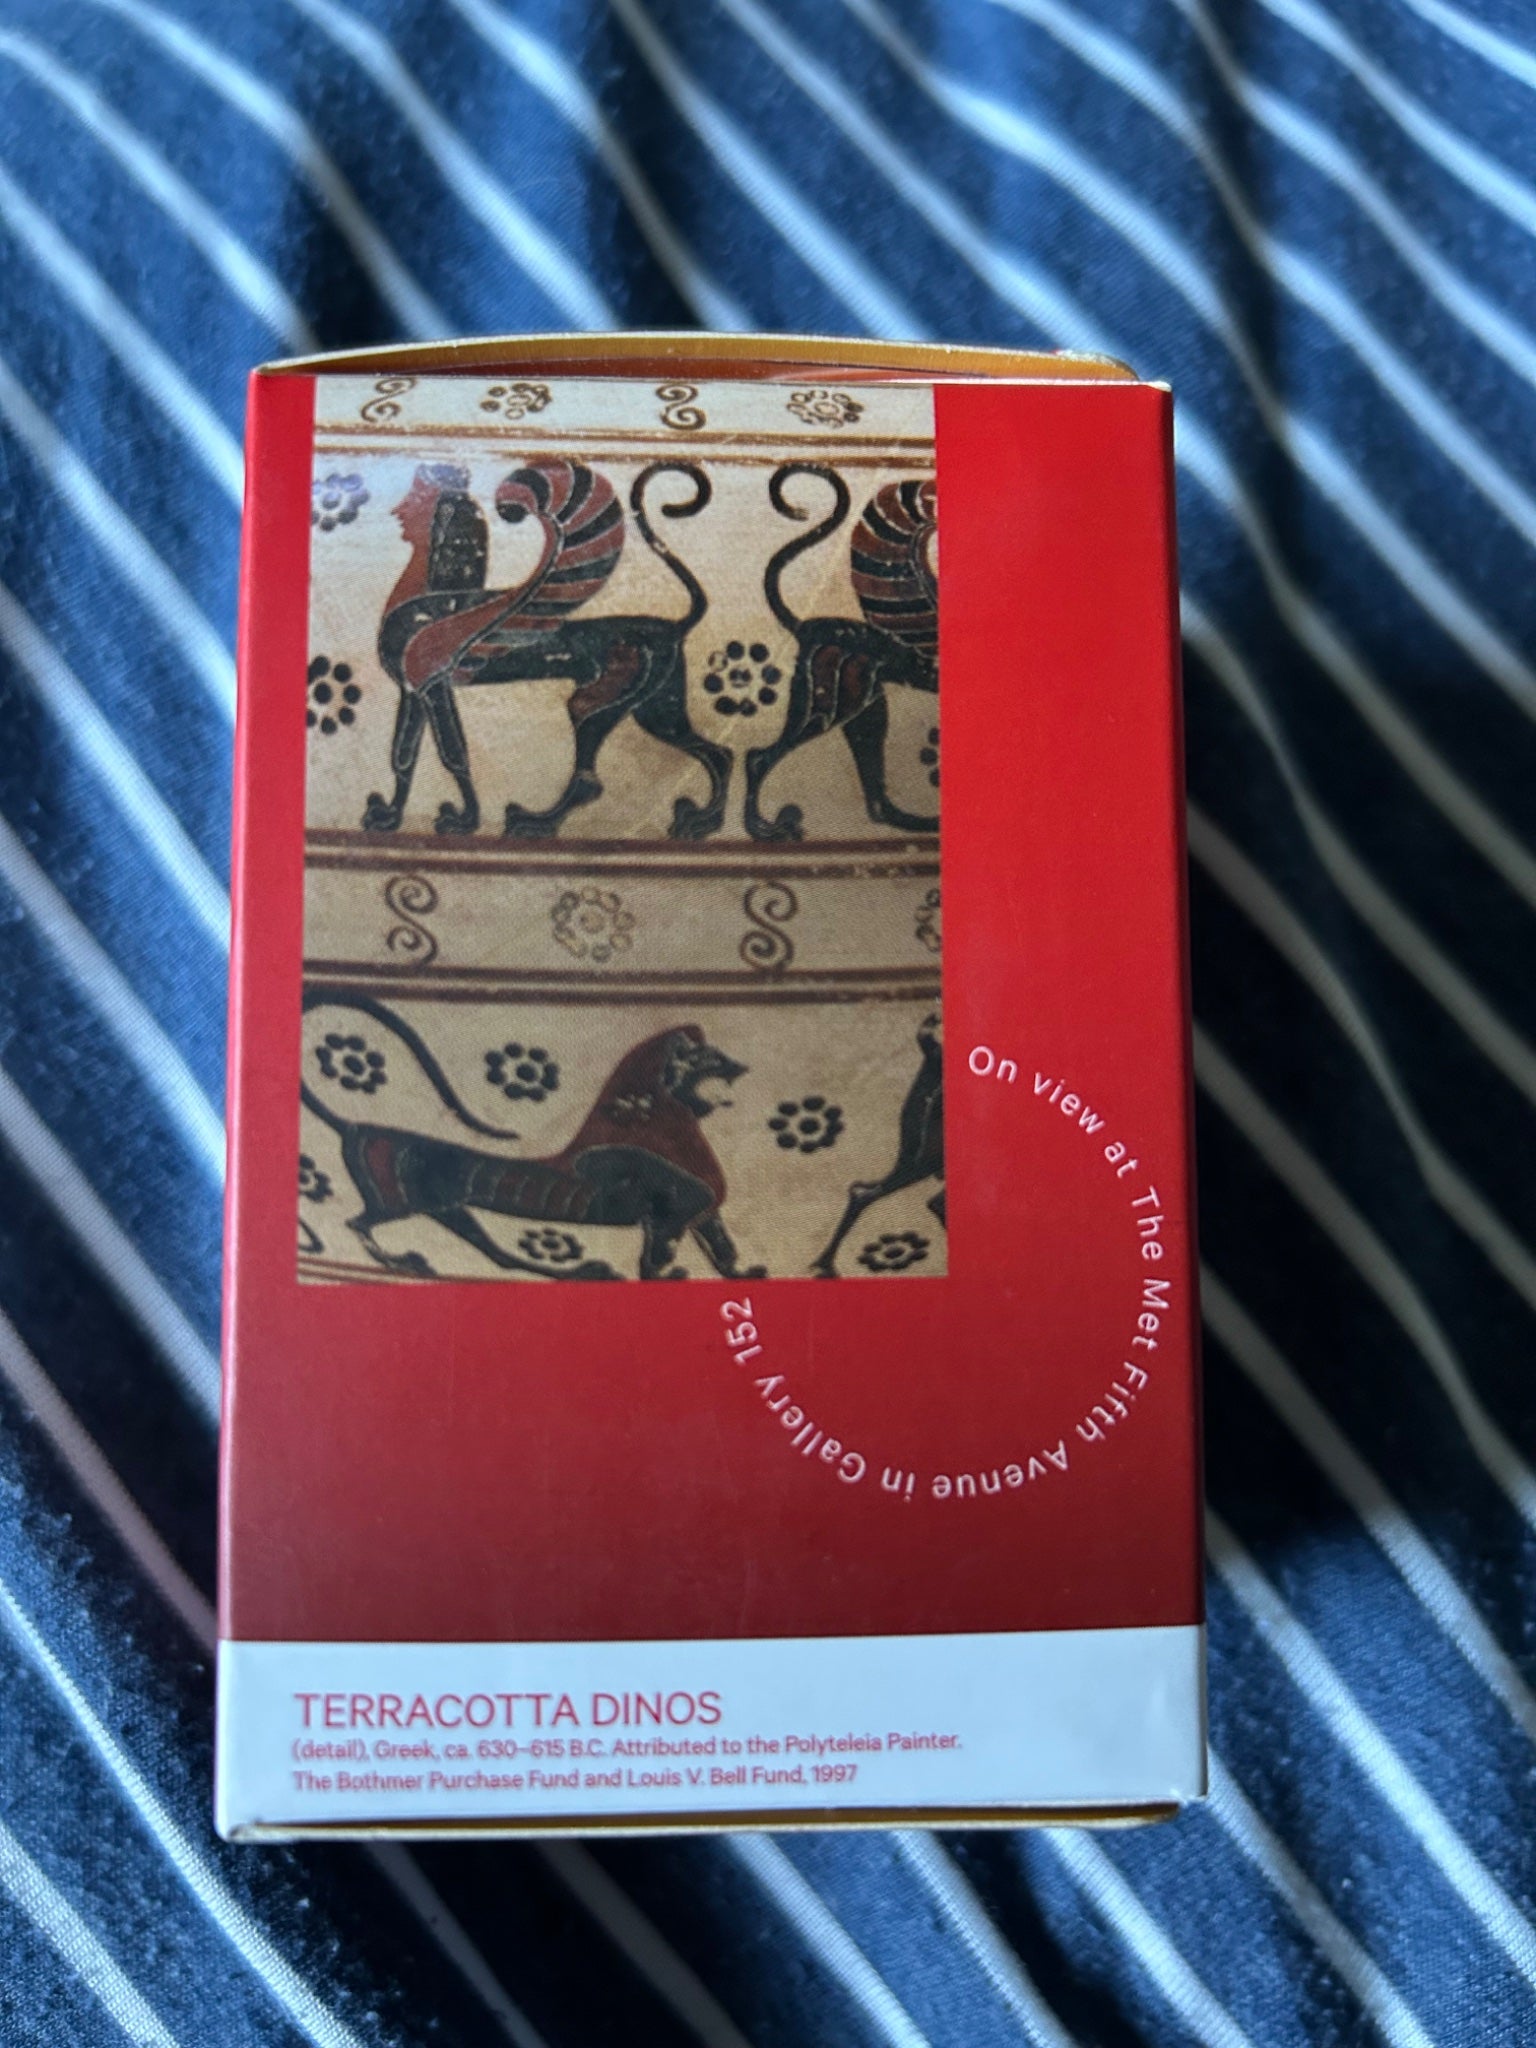 On view at The Met Fifth Avenue in Gallery 152
TERRACOTTA DINOS
(detail), Greek, ca. 630–615 B.C. Attributed to the Polyteleia Painter.
The Bothmer Purchase Fund and Louis V. Bell Fund, 1997